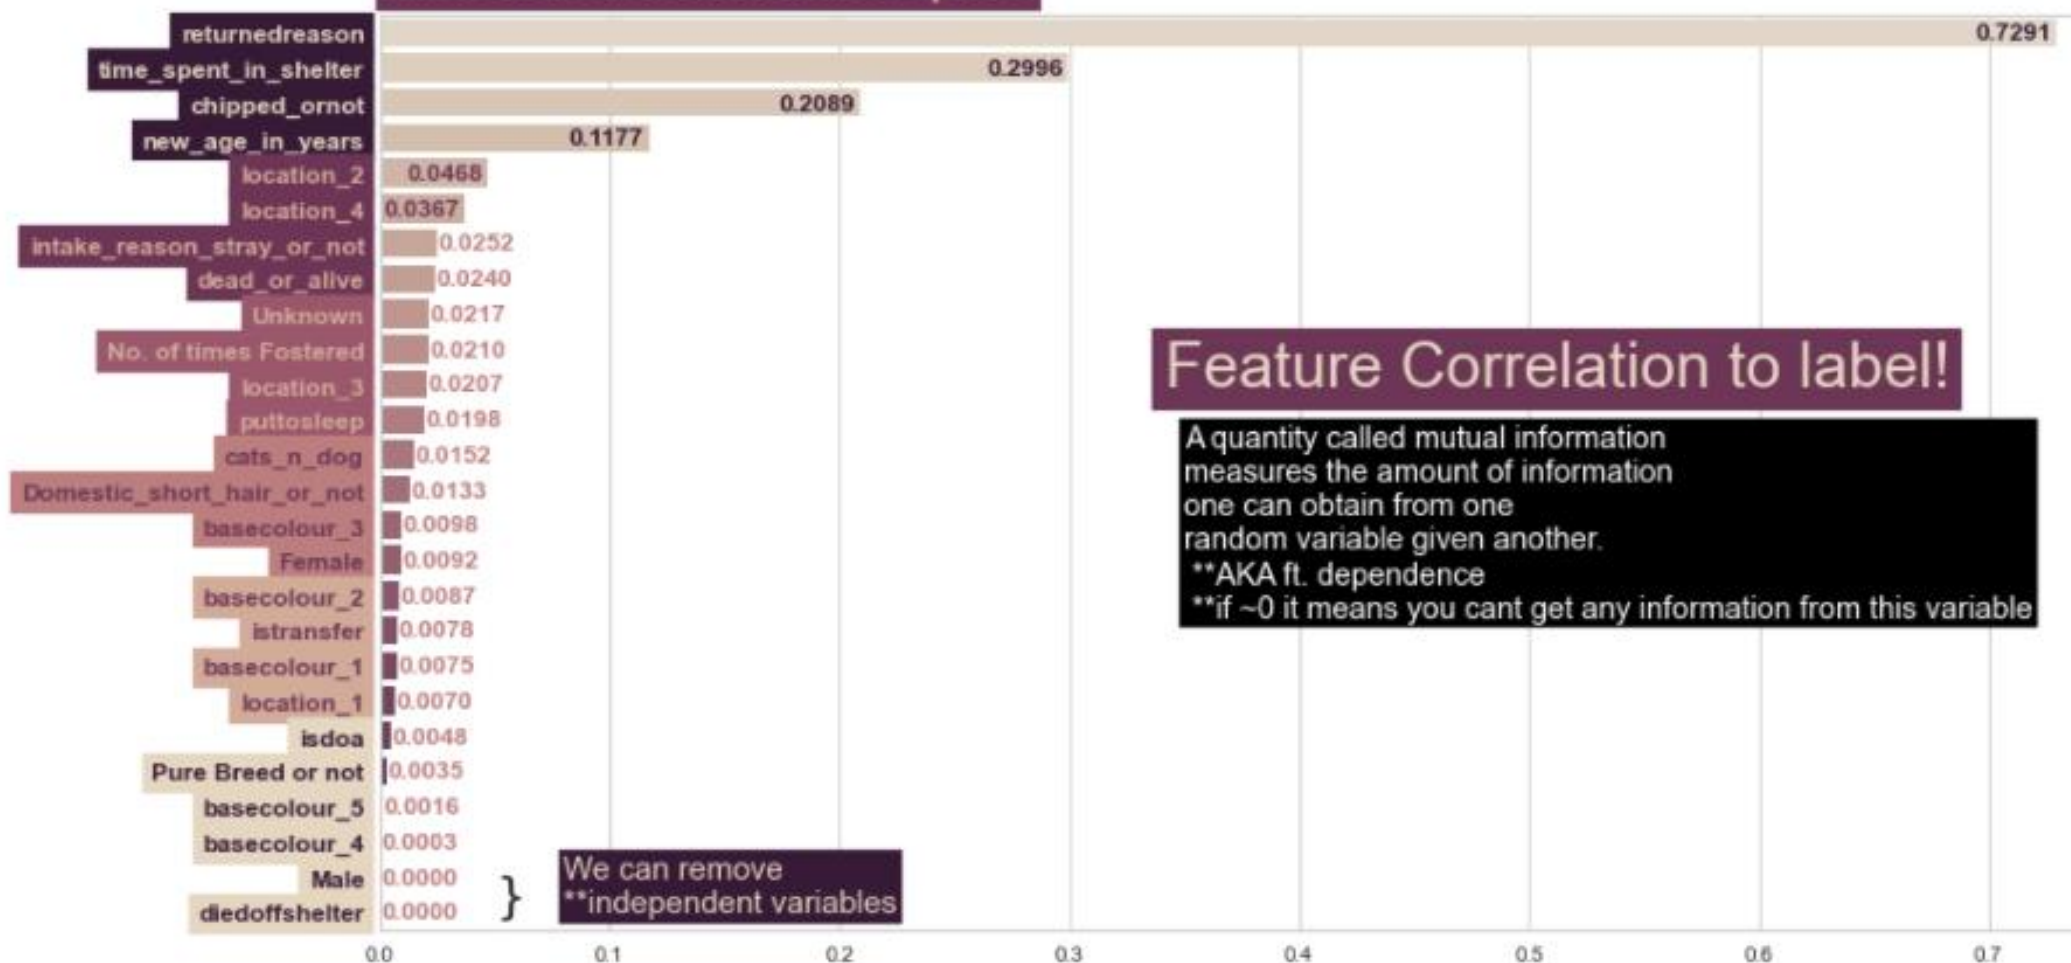 returnedreason 0.7291
time_spent_in_shelter 0.2996
chipped_ornot 0.2089
new_age_in_years 0.1177
location_2 0.0468
location_4 0.0367
intake_reason_stray_or_not 0.0252
dead_or_alive 0.0240
Unknown 0.0217
No. of times Fostered 0.0210
location_3 0.0207
puttosleep 0.0198
cats_n_dog 0.0152
Domestic_short_hair_or_not 0.0133
basecolour_3 0.0098
Female 0.0092
basecolour_2 0.0087
istransfer 0.0078
basecolour_1 0.0075
location_1 0.0070
isdoa 0.0048
Pure Breed or not 0.0035
basecolour_5 0.0016
basecolour_4 0.0003
Male 0.0000
diedoffshelter 0.0000
}
We can remove
**independent variables
Feature Correlation to label!
A quantity called mutual information
measures the amount of information
one can obtain from one
random variable given another.
**AKA ft. dependence
**if ~0 it means you cant get any information from this variable
0.0 0.1 0.2 0.3 0.4 0.5 0.6 0.7